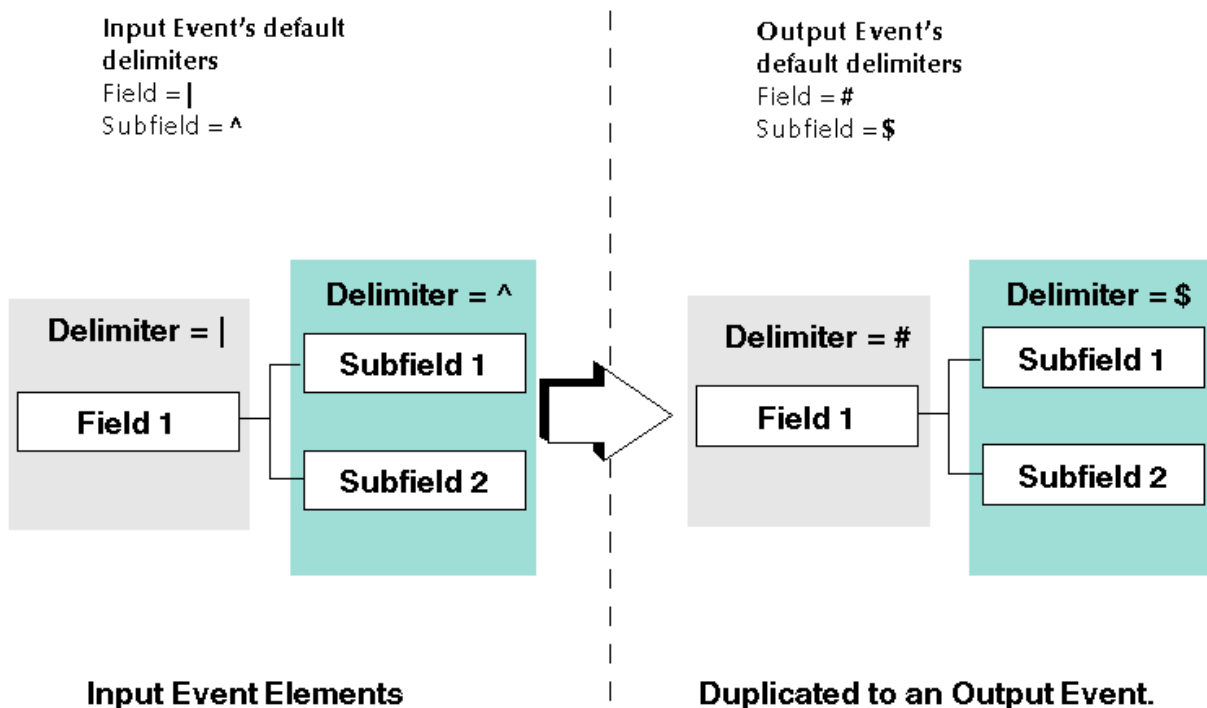 Input Event's default
delimiters
Field = |
Subfield = ^
Output Event's
default delimiters
Field = #
Subfield = $
Delimiter = |
Field 1
Delimiter = ^
Subfield 1
Subfield 2
Delimiter = #
Field 1
Delimiter = $
Subfield 1
Subfield 2
Input Event Elements
Duplicated to an Output Event.